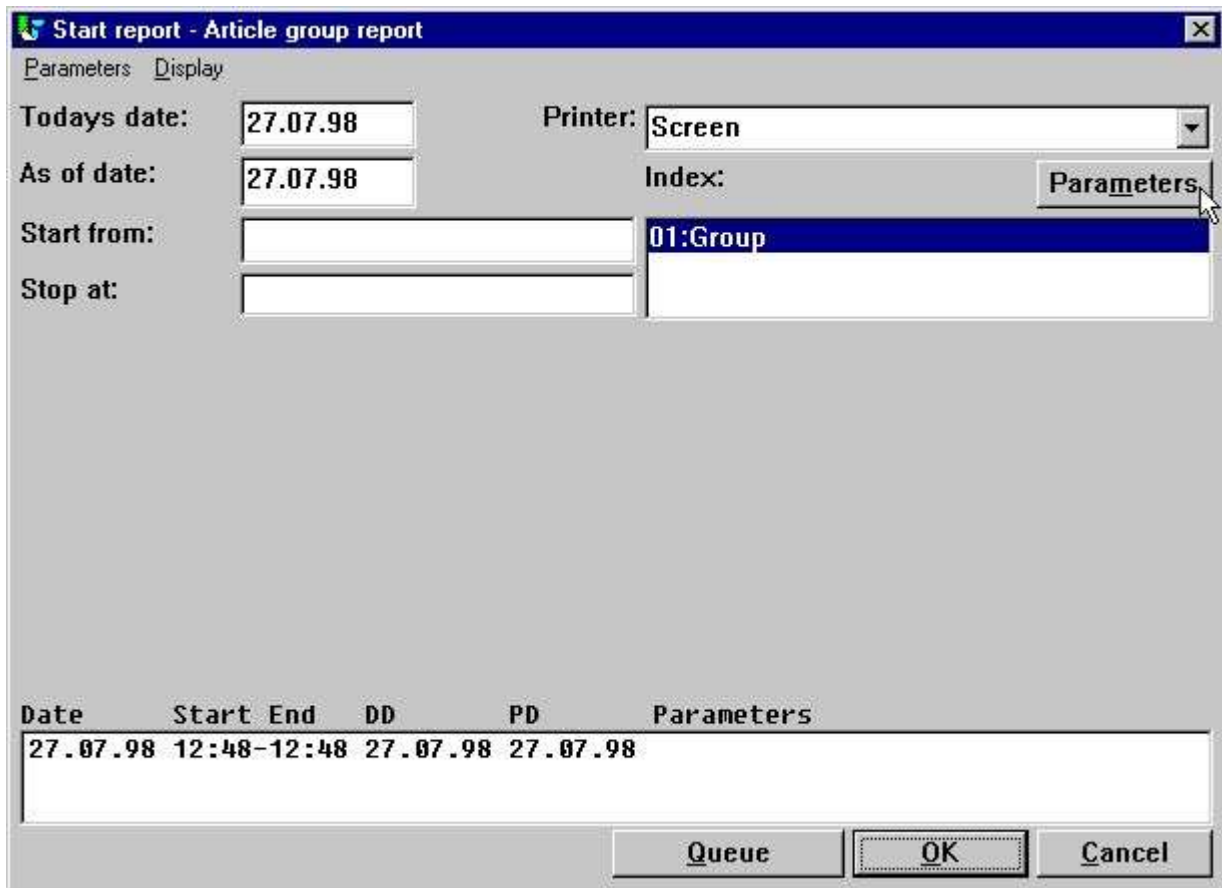 Start report - Article group report
Parameters Display
Todays date: 27.07.98 Printer: Screen
As of date: 27.07.98 Index: Parameters
Start from: 01:Group
Stop at:
Date Start End DD PD Parameters
27.07.98 12:48-12:48 27.07.98 27.07.98
Queue OK Cancel